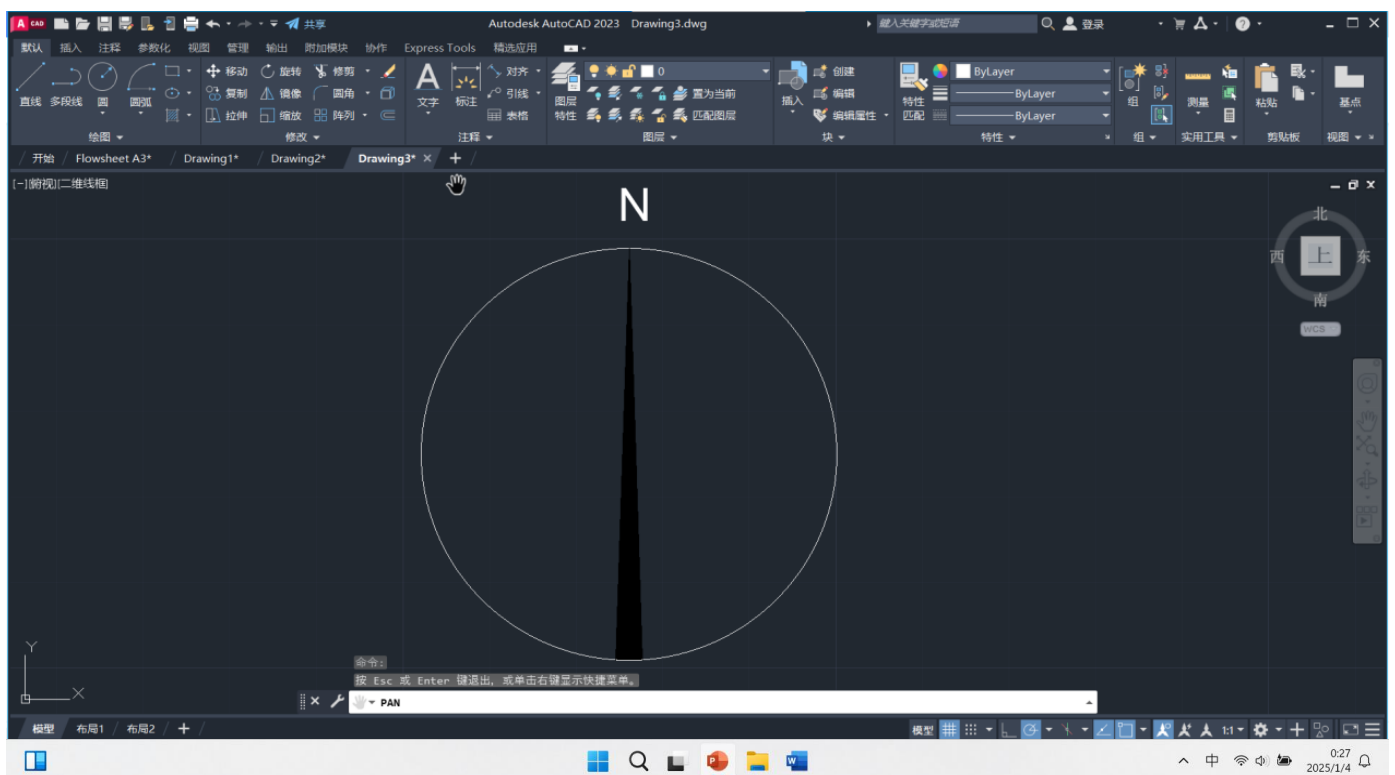 A CAD 共享 Autodesk AutoCAD 2023 Drawing3.dwg 键入关键字或短语 登录
默认 插入 注释 参数化 视图 管理 输出 附加模块 协作 Express Tools 精选应用
直线 多段线 圆 圆弧 移动 旋转 修剪 A 文字 标注 对齐 图层特性 0 插入 创建 特性匹配 ByLayer 组 测量 粘贴 基点
复制 镜像 圆角 引线 置为当前 编辑 ByLayer
拉伸 缩放 阵列 表格 匹配图层 编辑属性 ByLayer
绘图 修改 注释 图层 块 特性 组 实用工具 剪贴板 视图
开始 / Flowsheet A3* / Drawing1* / Drawing2* / Drawing3* × + /
[-][俯视][二维线框]
N
北
西 上 东
南
WCS
Y
X
命令:
按 Esc 或 Enter 键退出, 或单击右键显示快捷菜单。
PAN
模型 / 布局1 / 布局2 / + / 模型 1:1
中 0:27
2025/1/4